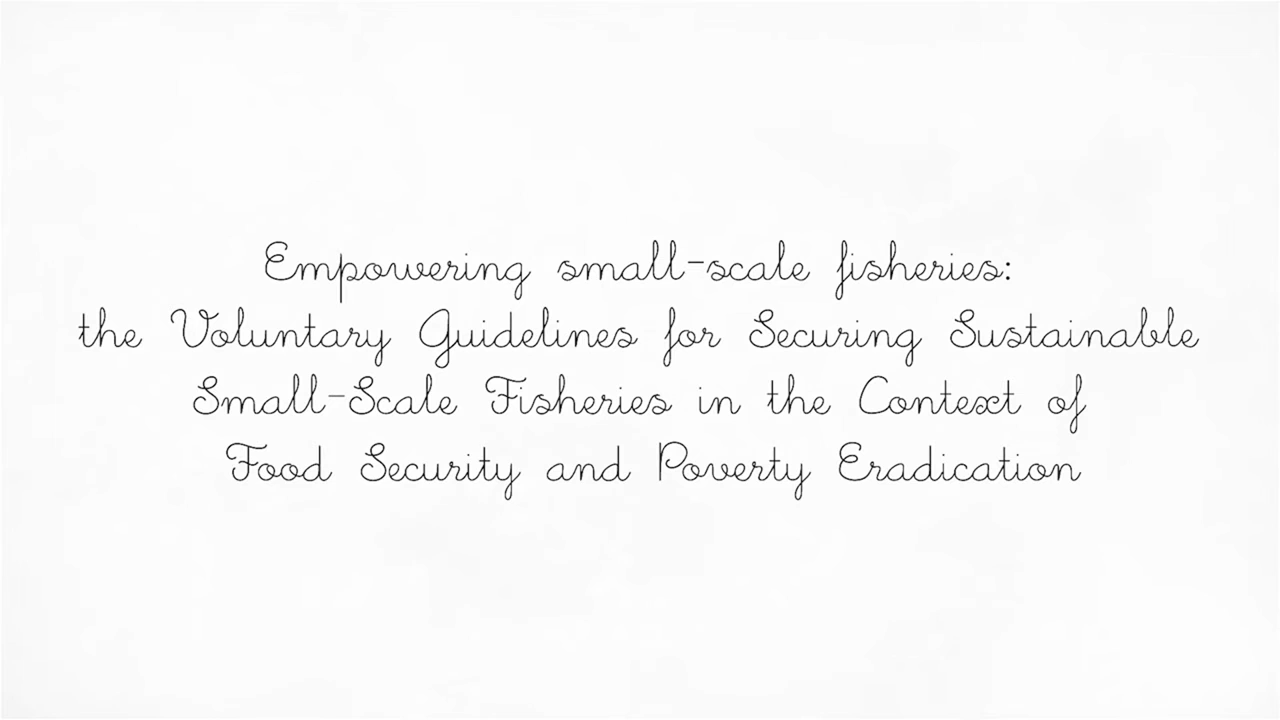 Empowering small-scale fisheries:
the Voluntary Guidelines for Securing Sustainable
Small-Scale Fisheries in the Context of
Food Security and Poverty Eradication